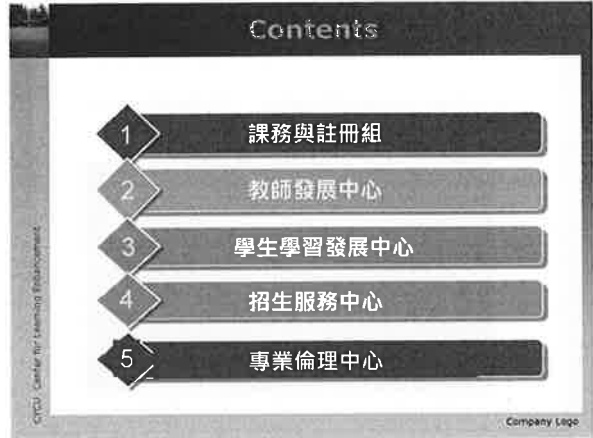 Contents
1 課務與註冊組
2 教師發展中心
3 學生學習發展中心
4 招生服務中心
5 專業倫理中心
CYCU Center for Learning Enhancement
Company Logo